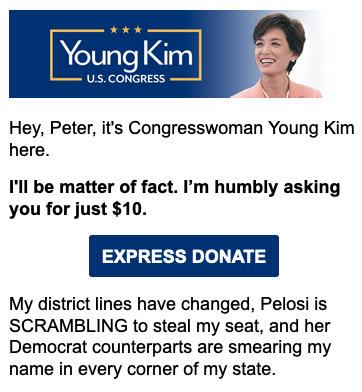 Young Kim
U.S. CONGRESS
Hey, Peter, it's Congresswoman Young Kim
here.
I'll be matter of fact. I’m humbly asking
you for just $10.
EXPRESS DONATE
My district lines have changed, Pelosi is
SCRAMBLING to steal my seat, and her
Democrat counterparts are smearing my
name in every corner of my state.